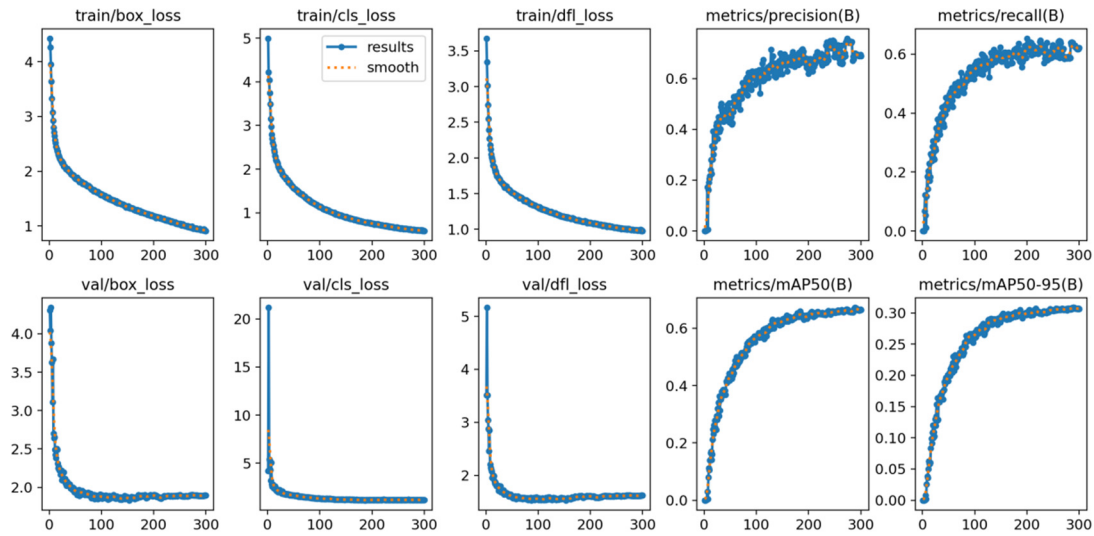 train/box_loss
train/cls_loss
train/dfl_loss
metrics/precision(B)
metrics/recall(B)
4
3
2
1
0 100 200 300
5
4
3
2
1
0 100 200 300
results
smooth
3.5
3.0
2.5
2.0
1.5
1.0
0 100 200 300
0.6
0.4
0.2
0.0
0 100 200 300
0.6
0.4
0.2
0.0
0 100 200 300
val/box_loss
val/cls_loss
val/dfl_loss
metrics/mAP50(B)
metrics/mAP50-95(B)
4.0
3.5
3.0
2.5
2.0
0 100 200 300
20
15
10
5
0 100 200 300
5
4
3
2
0 100 200 300
0.6
0.4
0.2
0.0
0 100 200 300
0.30
0.25
0.20
0.15
0.10
0.05
0.00
0 100 200 300